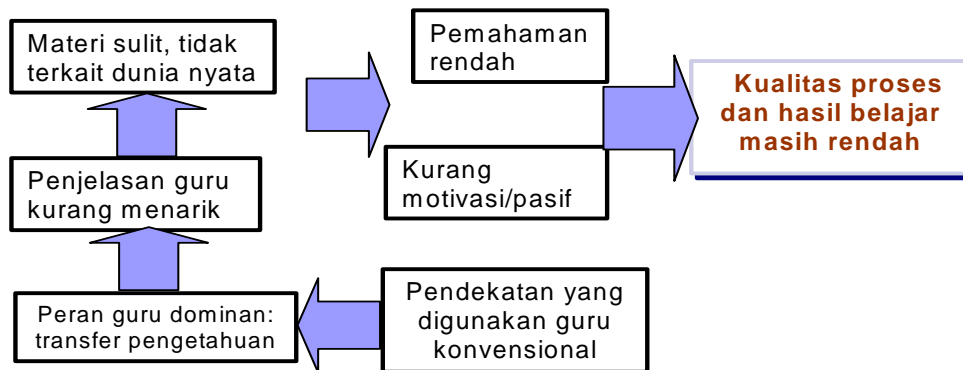 Materi sulit, tidak
terkait dunia nyata
Pemahaman
rendah
Kualitas proses
dan hasil belajar
masih rendah
Penjelasan guru
kurang menarik
Kurang
motivasi/pasif
Peran guru dominan:
transfer pengetahuan
Pendekatan yang
digunakan guru
konvensional